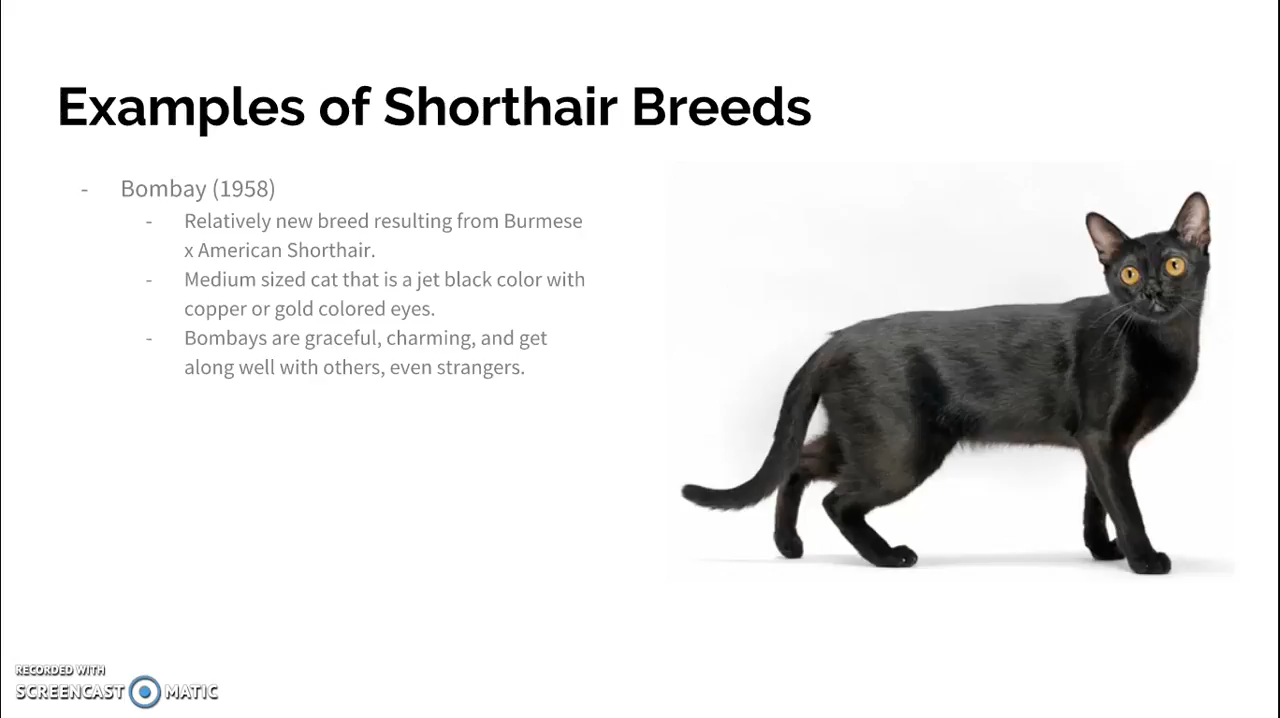 Examples of Shorthair Breeds
- Bombay (1958)
- Relatively new breed resulting from Burmese
x American Shorthair.
- Medium sized cat that is a jet black color with
copper or gold colored eyes.
- Bombays are graceful, charming, and get
along well with others, even strangers.
RECORDED WITH
SCREENCAST MATIC